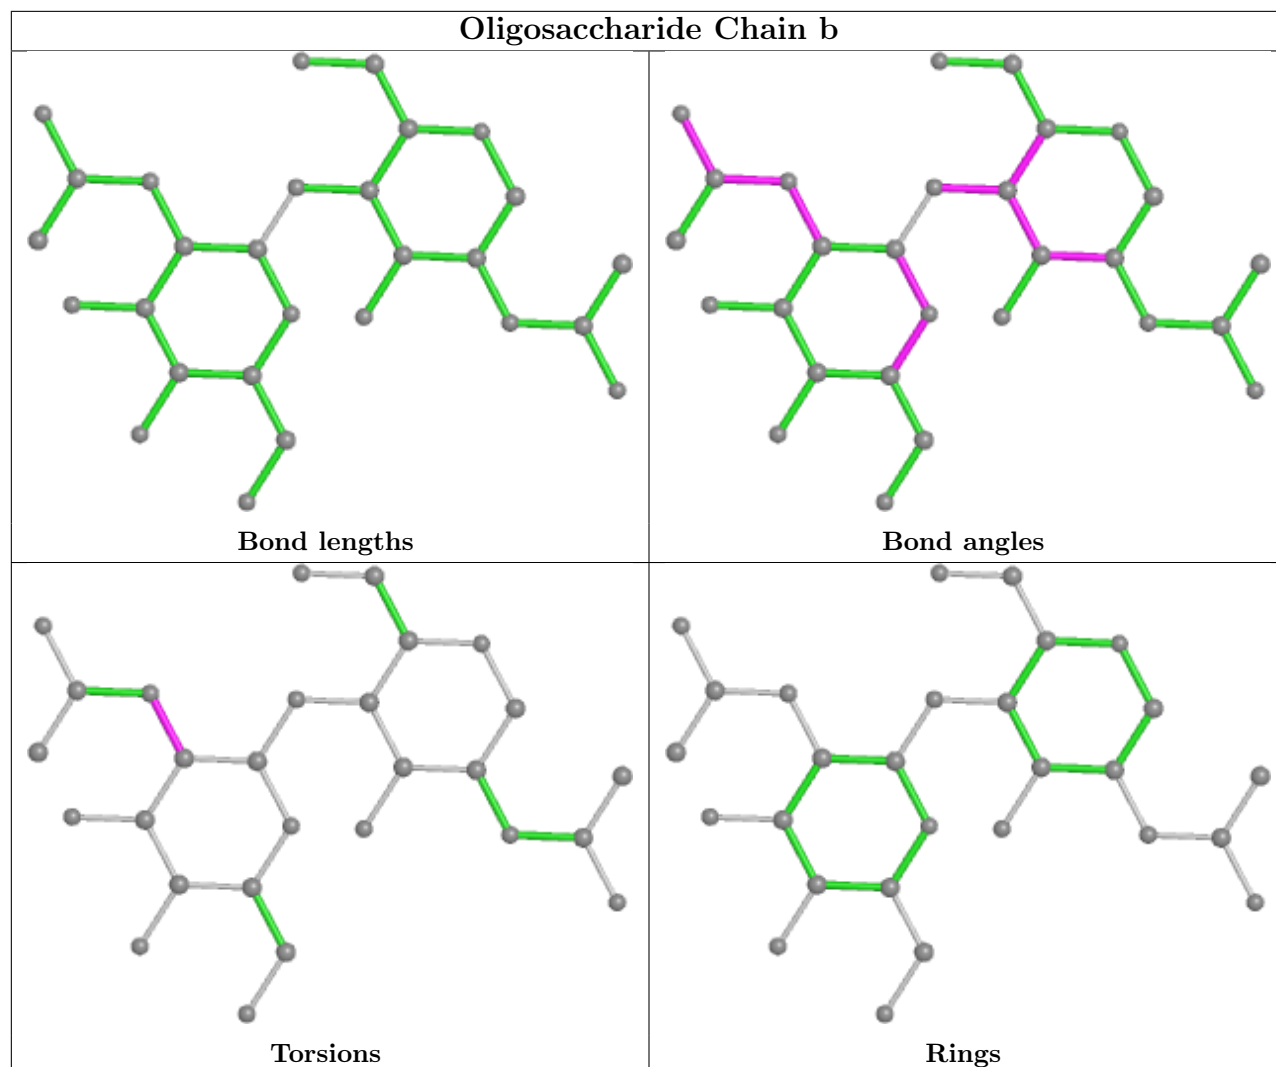 Oligosaccharide Chain b
Bond lengths
Bond angles
Torsions
Rings